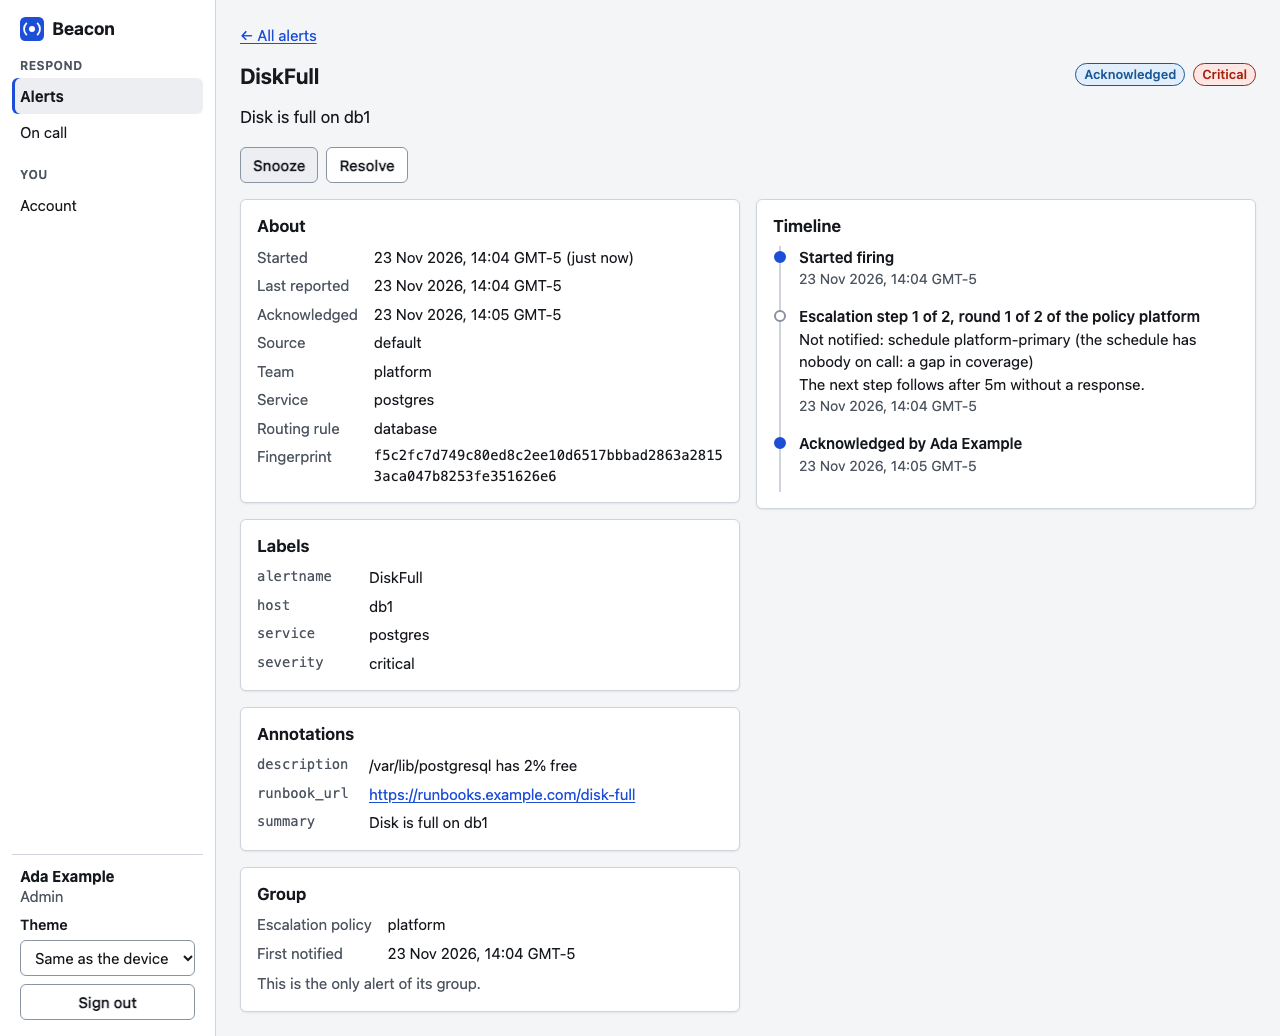 Beacon
RESPOND
Alerts
On call
YOU
Account
Ada Example
Admin
Theme
Same as the device
Sign out
← All alerts
DiskFull
Acknowledged
Critical
Disk is full on db1
Snooze
Resolve
About
Started 23 Nov 2026, 14:04 GMT-5 (just now)
Last reported 23 Nov 2026, 14:04 GMT-5
Acknowledged 23 Nov 2026, 14:05 GMT-5
Source default
Team platform
Service postgres
Routing rule database
Fingerprint f5c2fc7d749c80ed8c2ee10d6517bbbad2863a2815
3aca047b8253fe351626e6
Labels
alertname DiskFull
host db1
service postgres
severity critical
Annotations
description /var/lib/postgresql has 2% free
runbook_url https://runbooks.example.com/disk-full
summary Disk is full on db1
Group
Escalation policy platform
First notified 23 Nov 2026, 14:04 GMT-5
This is the only alert of its group.
Timeline
Started firing
23 Nov 2026, 14:04 GMT-5
Escalation step 1 of 2, round 1 of 2 of the policy platform
Not notified: schedule platform-primary (the schedule has
nobody on call: a gap in coverage)
The next step follows after 5m without a response.
23 Nov 2026, 14:04 GMT-5
Acknowledged by Ada Example
23 Nov 2026, 14:05 GMT-5